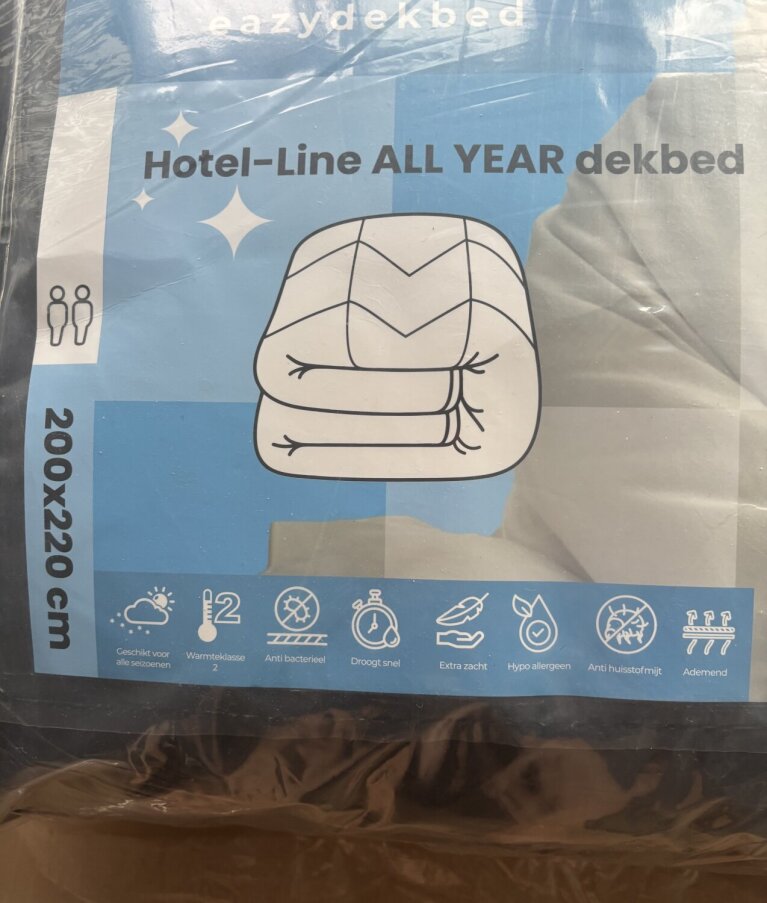 eazydekbed
Hotel-Line ALL YEAR dekbed
200x220 cm
Geschikt voor
alle seizoenen
2
Warmteklasse
2
Anti bacterieel
Droogt snel
Extra zacht
Hypo allergeen
Anti huisstofmijt
Ademend